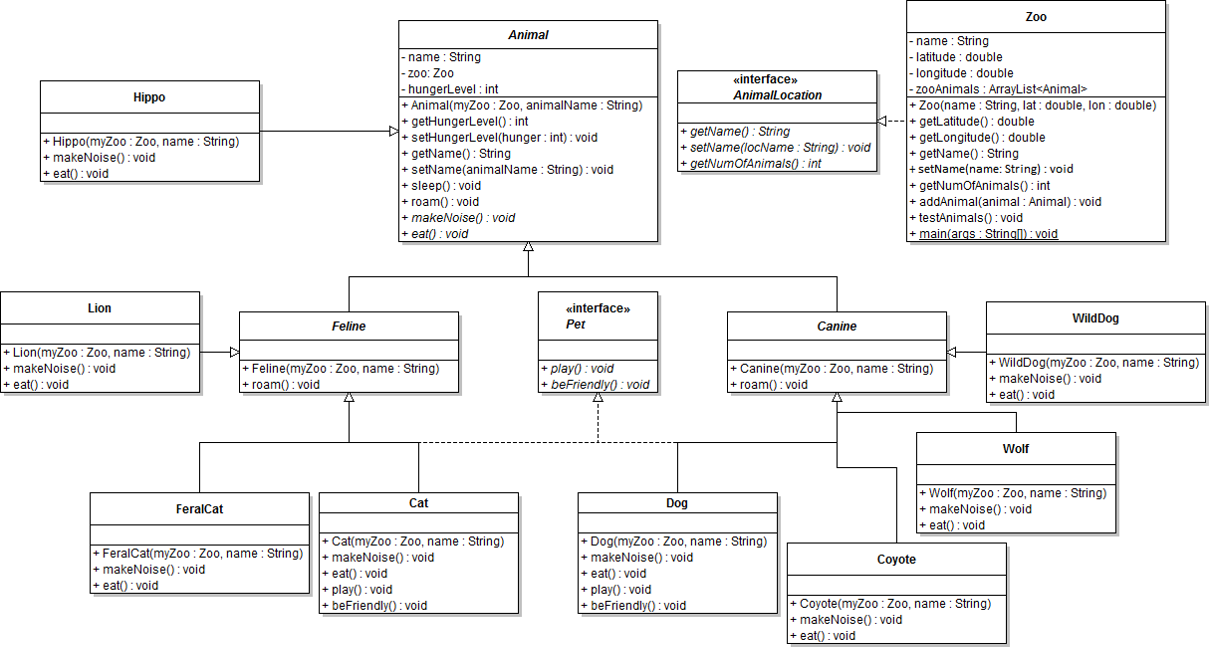 Hippo
+ Hippo(myZoo : Zoo, name : String)
+ makeNoise() : void
+ eat() : void
Animal
- name : String
- zoo: Zoo
- hungerLevel : int
+ Animal(myZoo : Zoo, animalName : String)
+ getHungerLevel() : int
+ setHungerLevel(hunger : int) : void
+ getName() : String
+ setName(animalName : String) : void
+ sleep() : void
+ roam() : void
+ makeNoise() : void
+ eat() : void
«interface»
AnimalLocation
+ getName() : String
+ setName(locName : String) : void
+ getNumOfAnimals() : int
Zoo
- name : String
- latitude : double
- longitude : double
- zooAnimals : ArrayList<Animal>
+ Zoo(name : String, lat : double, lon : double)
+ getLatitude() : double
+ getLongitude() : double
+ getName() : String
+ setName(name: String) : void
+ getNumOfAnimals() : int
+ addAnimal(animal : Animal) : void
+ testAnimals() : void
+ main(args : String[]) : void
Lion
+ Lion(myZoo : Zoo, name : String)
+ makeNoise() : void
+ eat() : void
Feline
+ Feline(myZoo : Zoo, name : String)
+ roam() : void
«interface»
Pet
+ play() : void
+ beFriendly() : void
Canine
+ Canine(myZoo : Zoo, name : String)
+ roam() : void
WildDog
+ WildDog(myZoo : Zoo, name : String)
+ makeNoise() : void
+ eat() : void
FeralCat
+ FeralCat(myZoo : Zoo, name : String)
+ makeNoise() : void
+ eat() : void
Cat
+ Cat(myZoo : Zoo, name : String)
+ makeNoise() : void
+ eat() : void
+ play() : void
+ beFriendly() : void
Dog
+ Dog(myZoo : Zoo, name : String)
+ makeNoise() : void
+ eat() : void
+ play() : void
+ beFriendly() : void
Wolf
+ Wolf(myZoo : Zoo, name : String)
+ makeNoise() : void
+ eat() : void
Coyote
+ Coyote(myZoo : Zoo, name : String)
+ makeNoise() : void
+ eat() : void